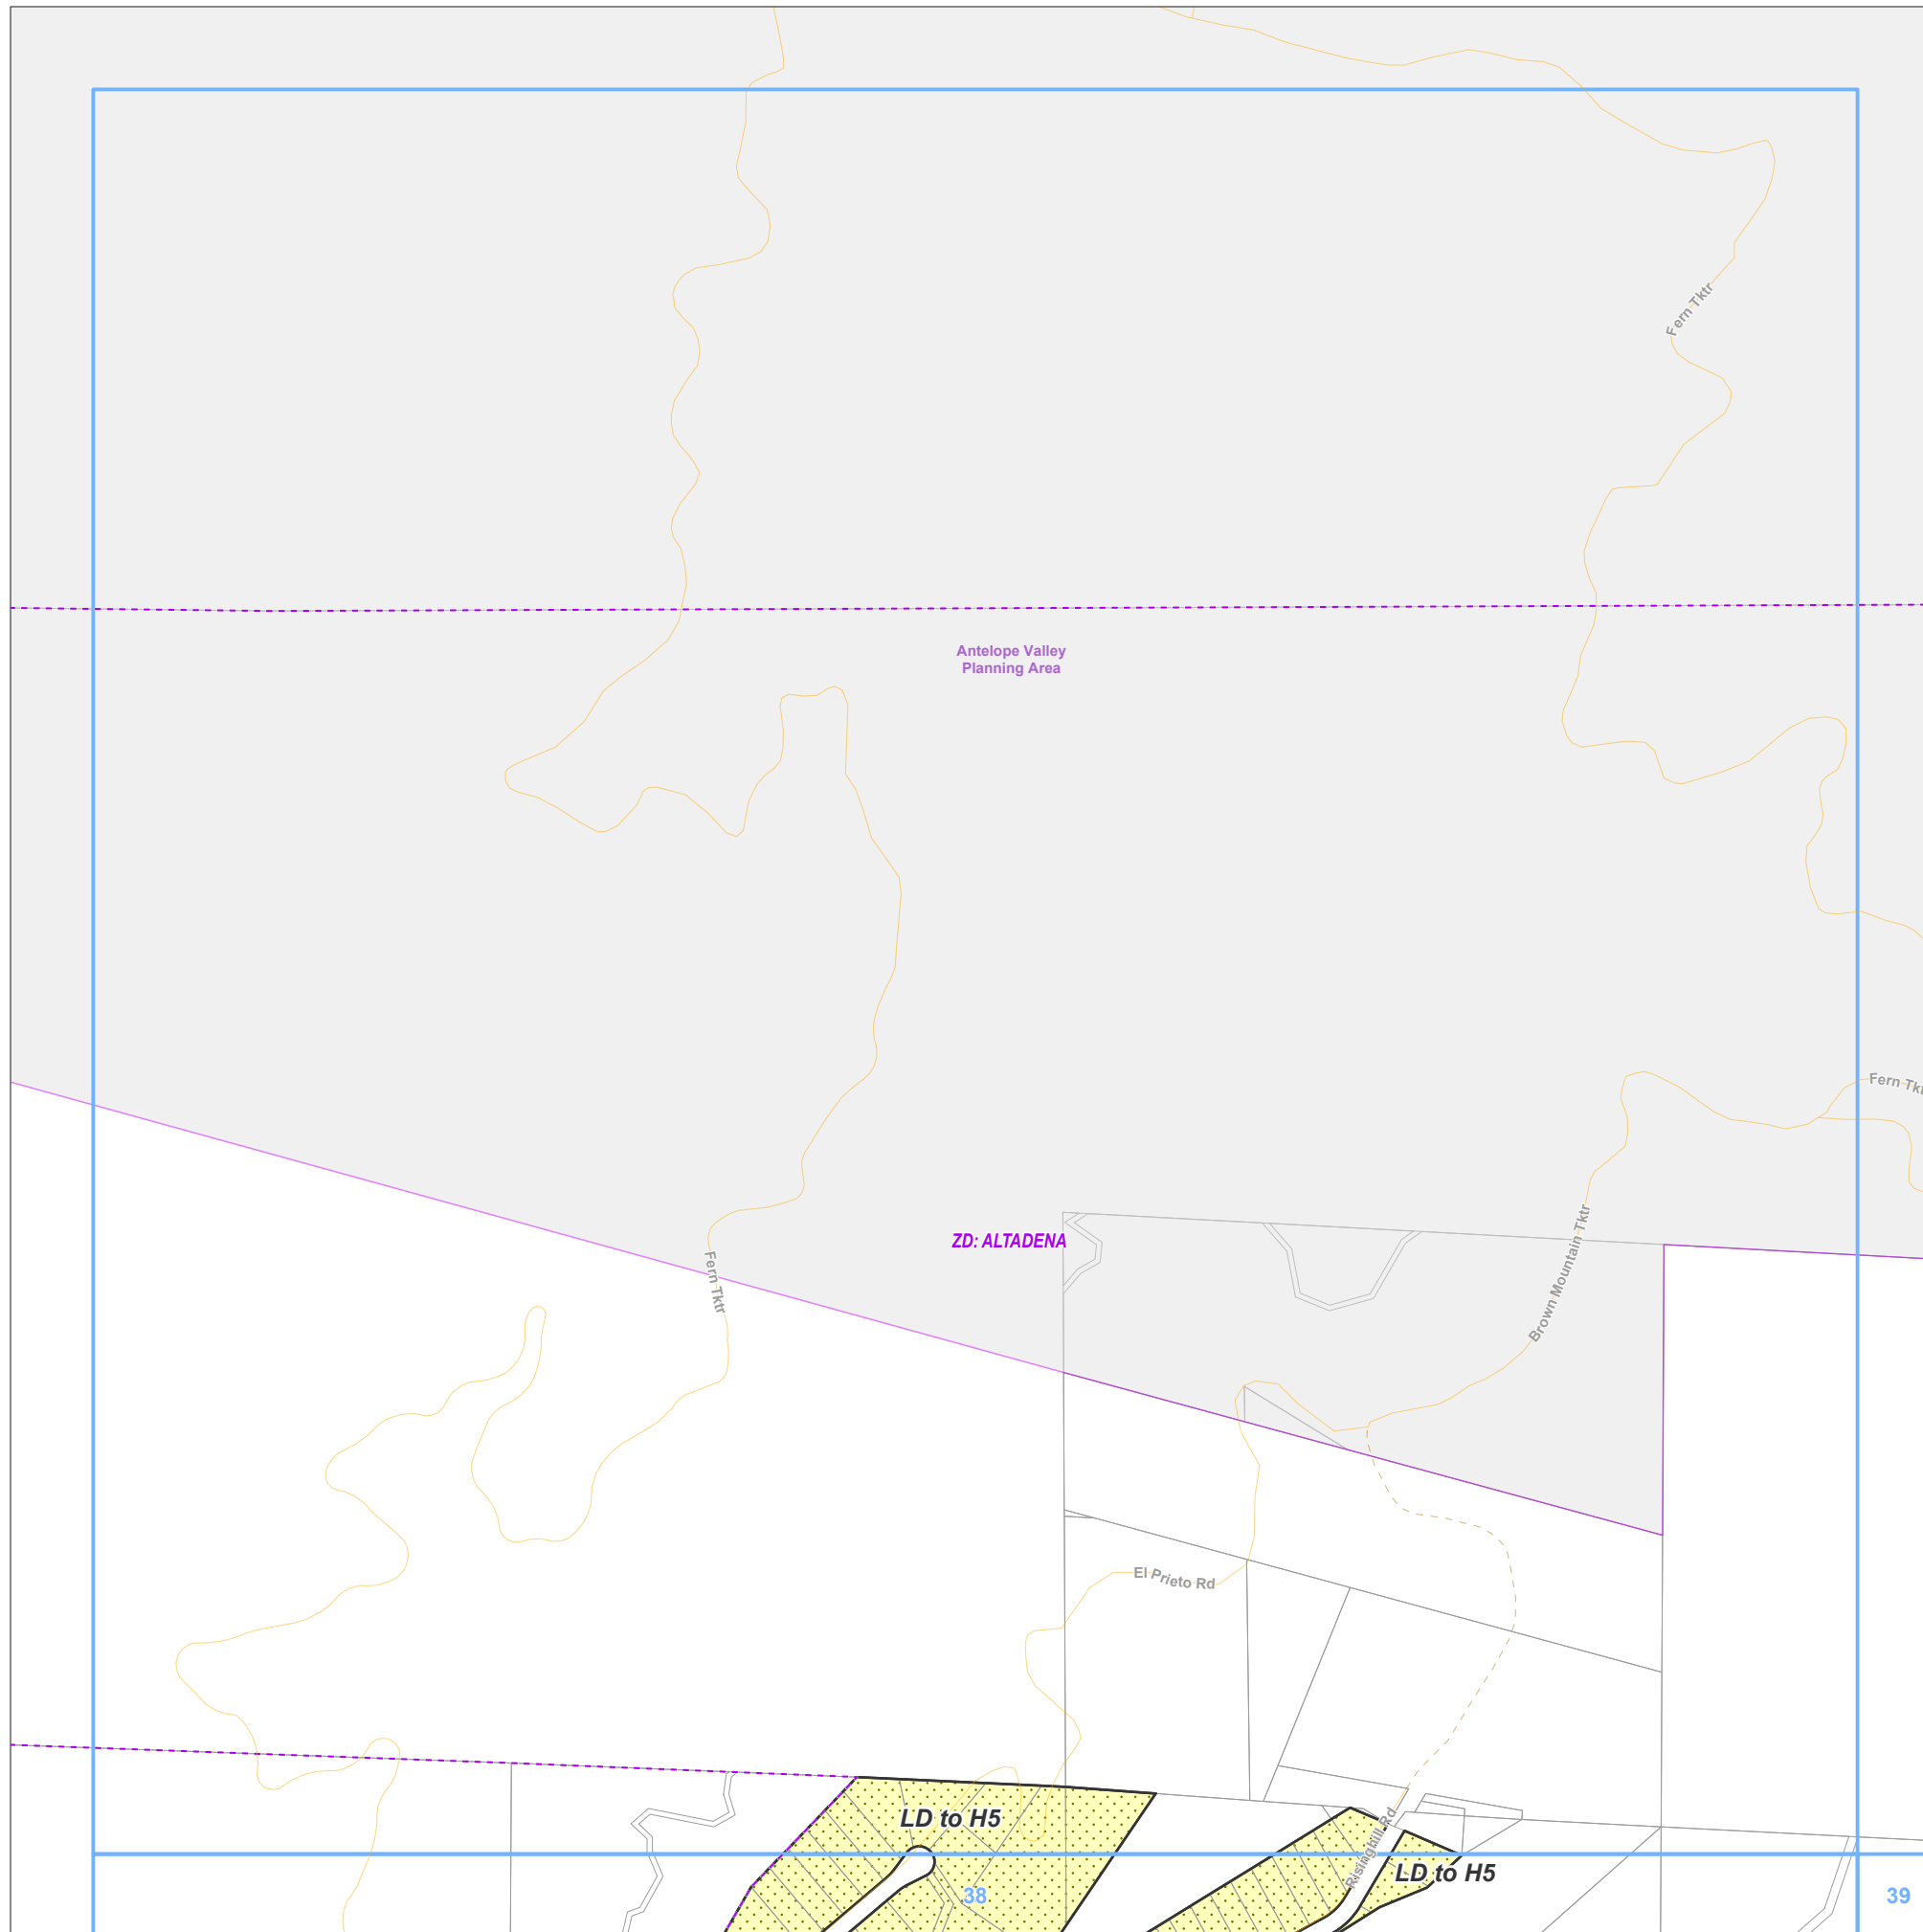 Fern Tktr
Antelope Valley
Planning Area
Fern Tkt
ZD: ALTADENA
Fern Tktr
Brown Mountain Tktr
El Prieto Rd
LD to H5
Risinghill Rd
LD to H5
38
39